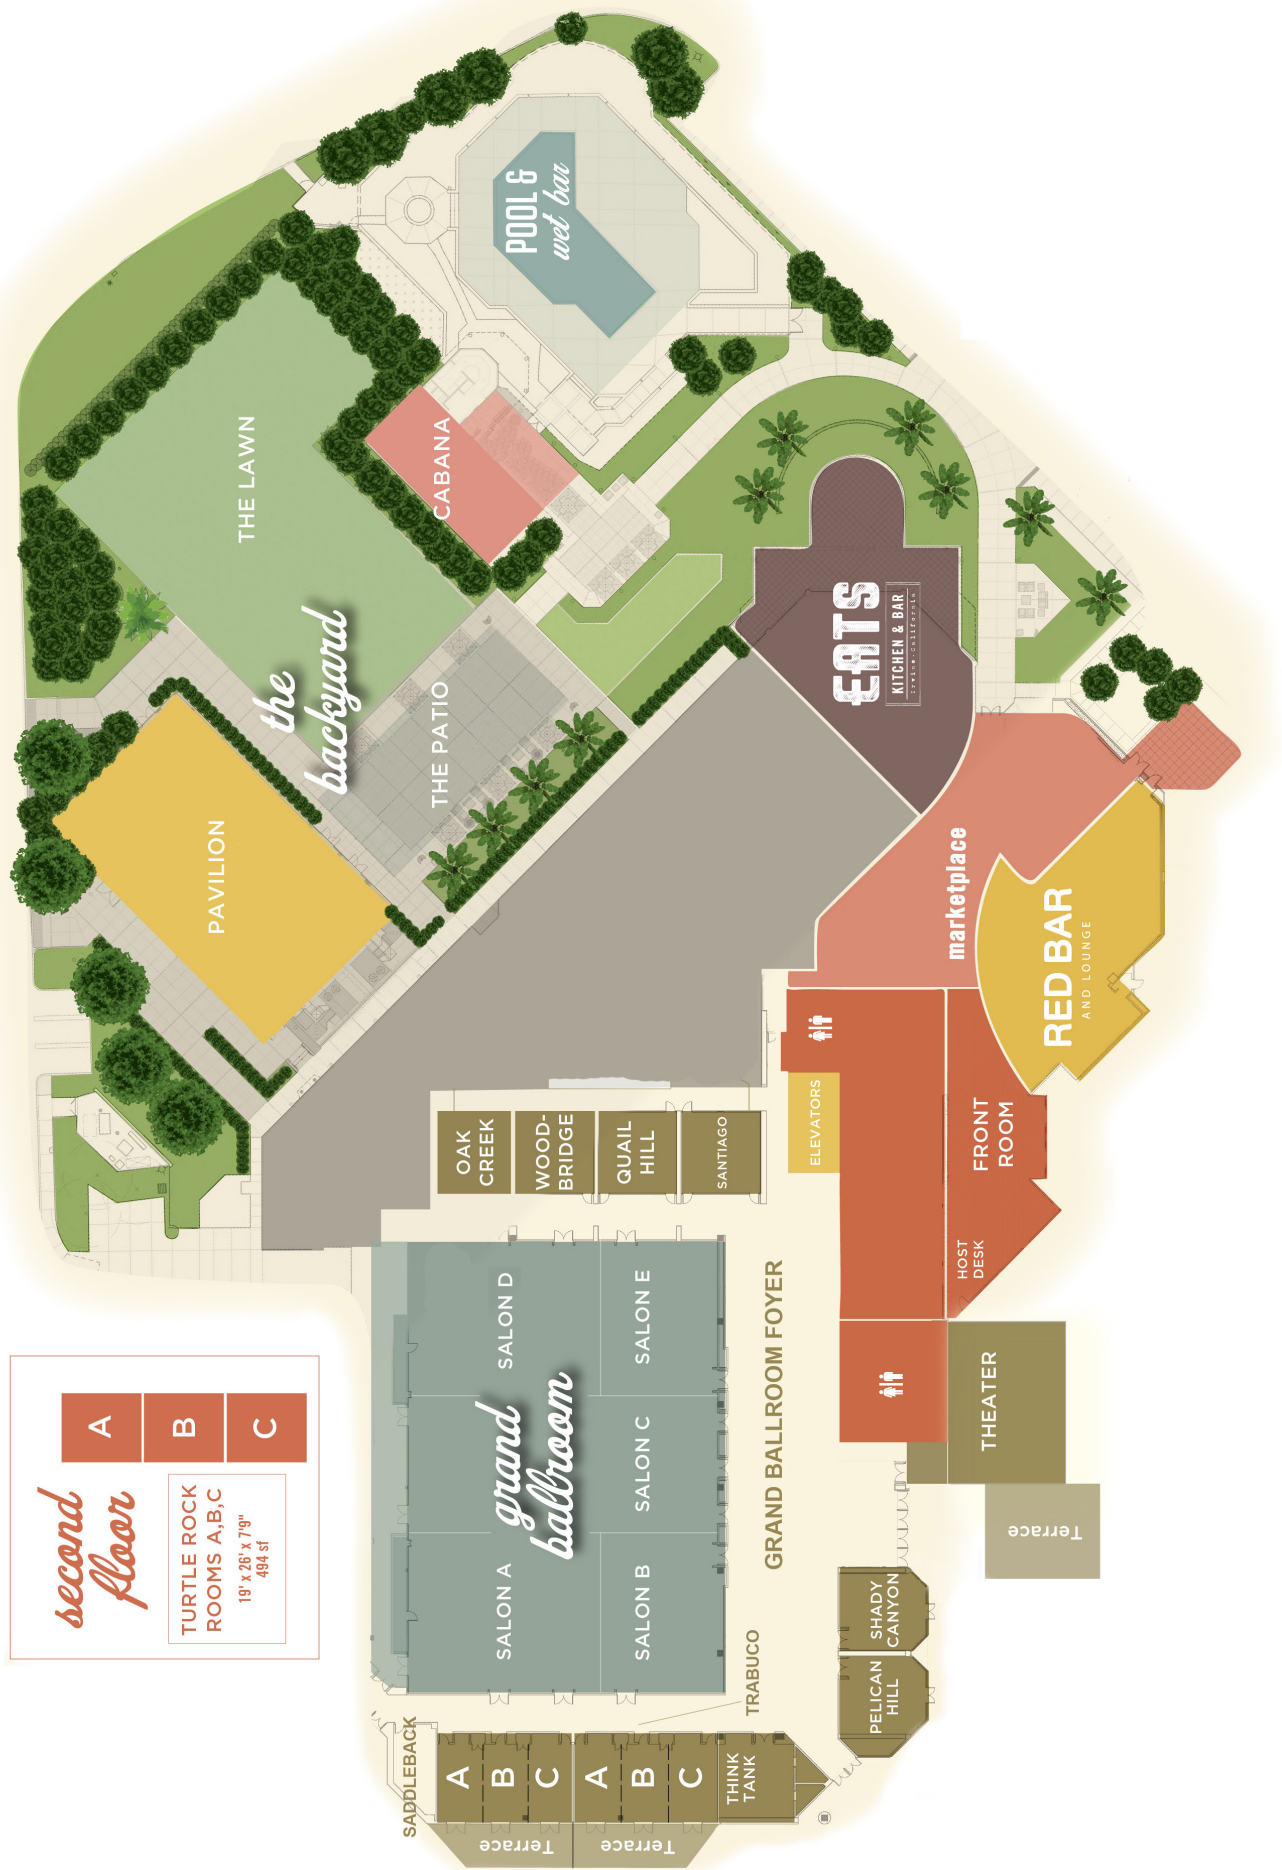 POOL &
wet bar
THE LAWN
CABANA
the
backyard
THE PATIO
PAVILION
EATS
KITCHEN & BAR
Irvine-California
marketplace
RED BAR
AND LOUNGE
ELEVATORS
FRONT
ROOM
HOST
DESK
OAK
CREEK
WOOD-
BRIDGE
QUAIL
HILL
SANTIAGO
SALON D
SALON E
grand
ballroom
SALON C
SALON A
SALON B
GRAND BALLROOM FOYER
THEATER
Terrace
SHADY
CANYON
PELICAN
HILL
TRABUCO
SADDLEBACK
A
B
C
A
B
C
THINK
TANK
Terrace
Terrace
second
floor
A
B
C
TURTLE ROCK
ROOMS A,B,C
19' x 26' x 7'9"
494 sf